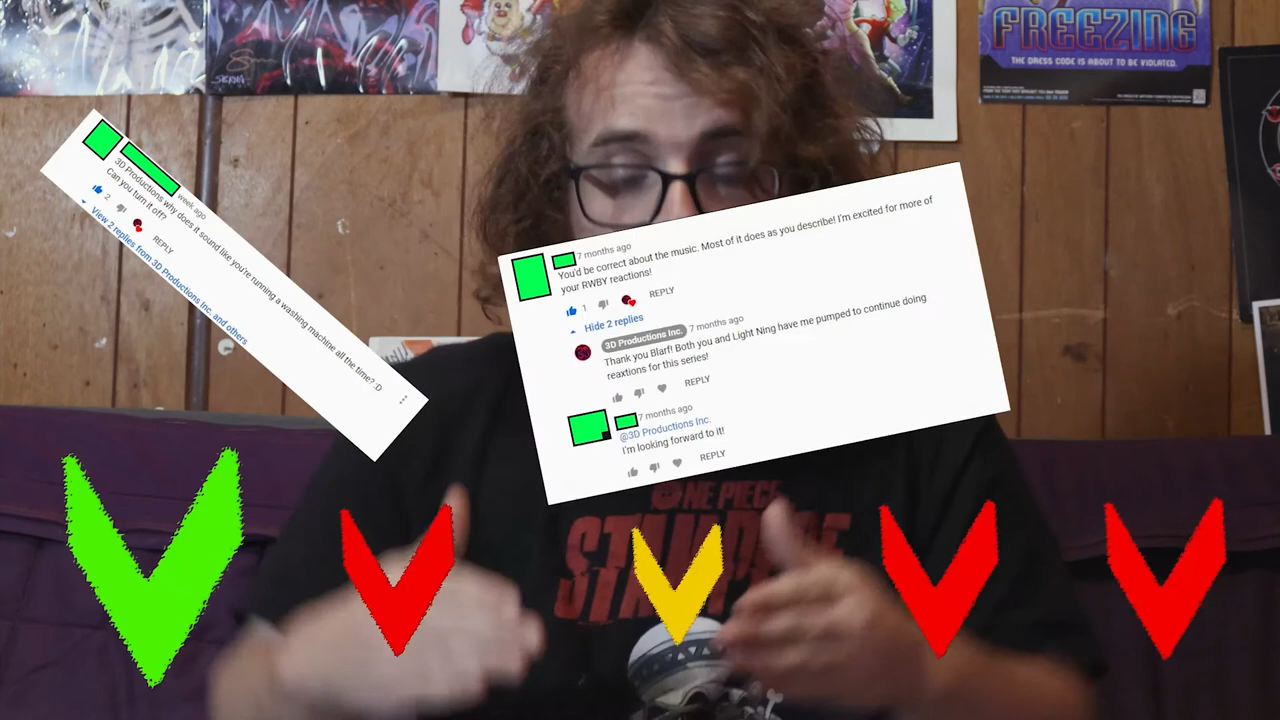 FREEZING
THE DRESS CODE IS ABOUT TO BE VIOLATED.
week ago
3D Productions why does it sound like you're running a washing machine all the time? :D
Can you turn it off?
2
REPLY
View 2 replies from 3D Productions Inc. and others
7 months ago
You'd be correct about the music. Most of it does as you describe! I'm excited for more of
your RWBY reactions!
1
REPLY
Hide 2 replies
3D Productions Inc. 7 months ago
Thank you Blarf! Both you and Light Ning have me pumped to continue doing
reaxtions for this series!
REPLY
7 months ago
@3D Productions Inc.
I'm looking forward to it!
REPLY
ONE PIECE